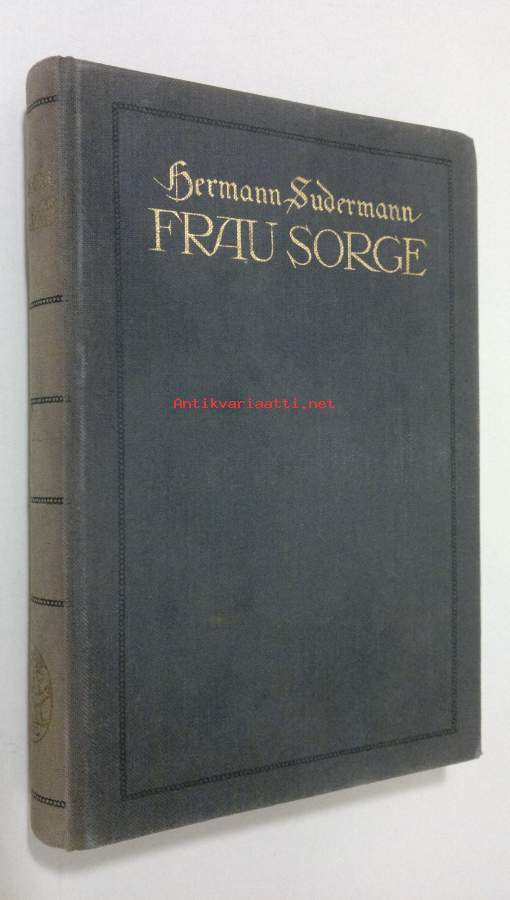 Hermann Sudermann
FRAU SORGE
Antikvariaatti.net